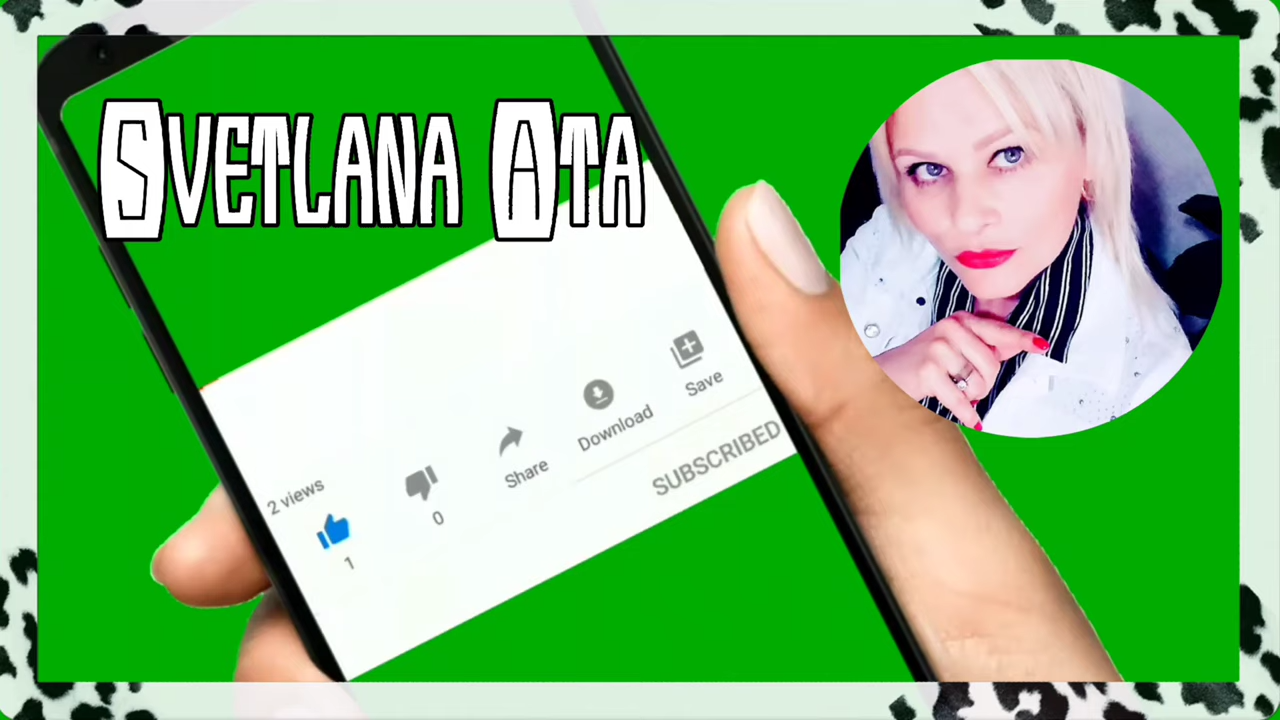 Svetlana Ata
2 views
1
0
Share
Download
Save
SUBSCRIBED